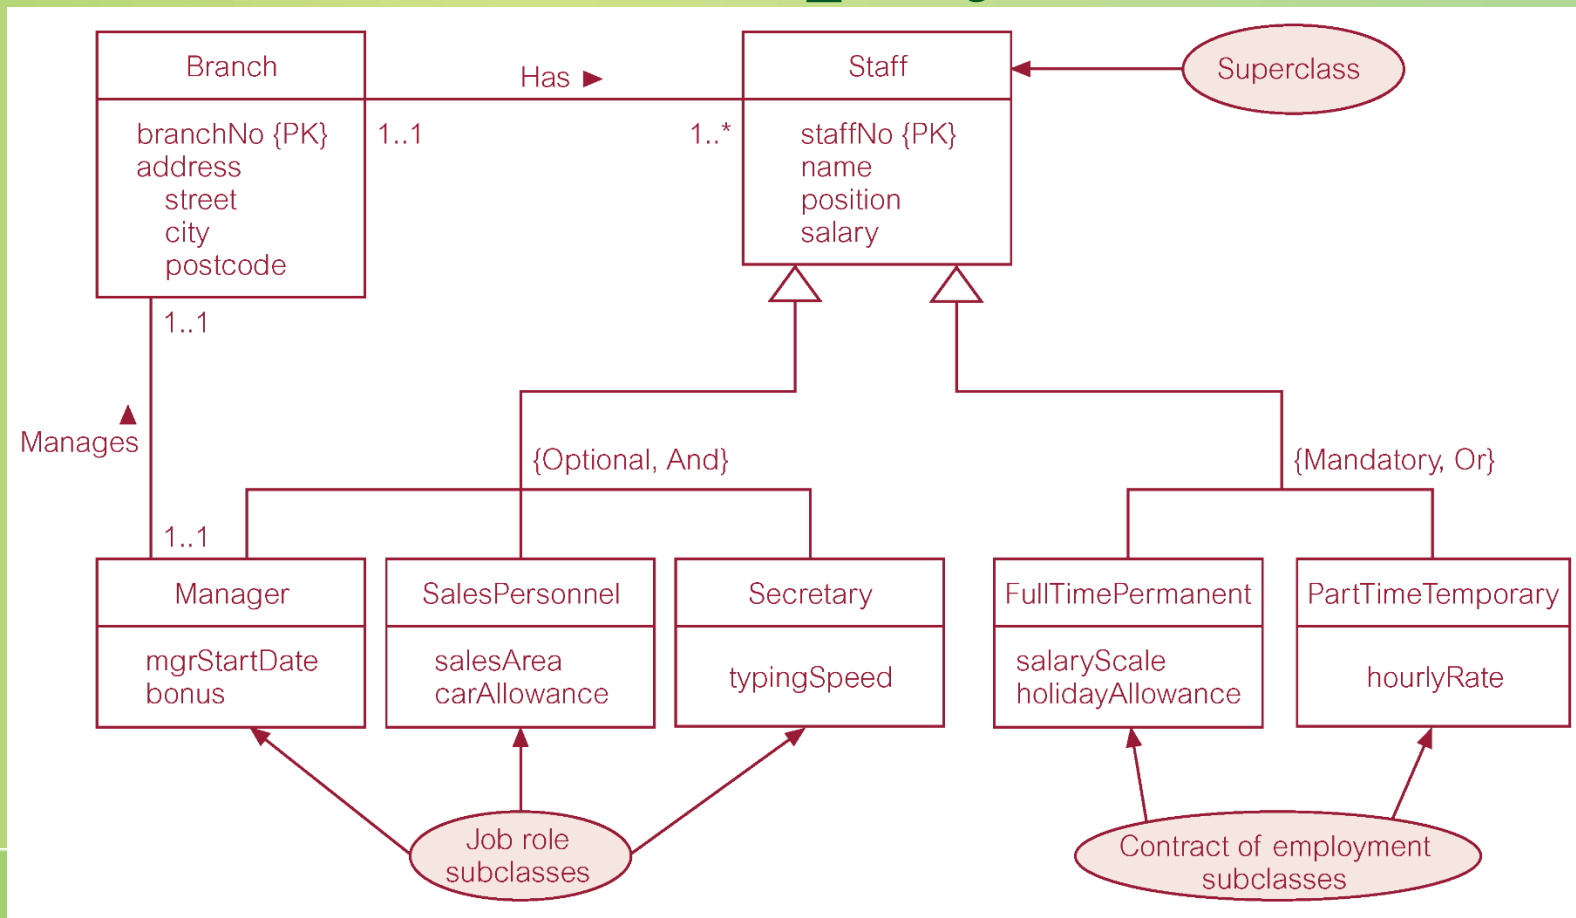 Branch
branchNo {PK}
address
street
city
postcode
Has ►
1..1
1..*
Staff
staffNo {PK}
name
position
salary
Superclass
1..1
▲
Manages
1..1
{Optional, And}
{Mandatory, Or}
Manager
mgrStartDate
bonus
SalesPersonnel
salesArea
carAllowance
Secretary
typingSpeed
FullTimePermanent
salaryScale
holidayAllowance
PartTimeTemporary
hourlyRate
Job role
subclasses
Contract of employment
subclasses